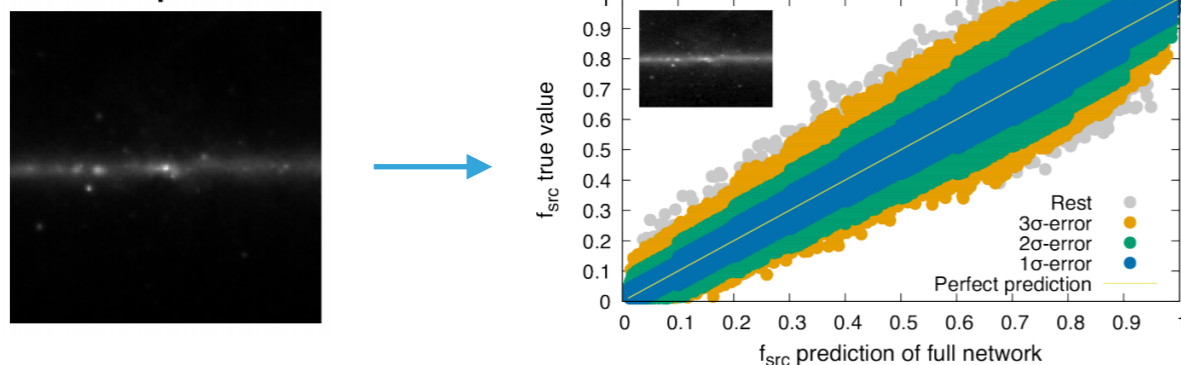 0.9
0.8
0.7
0.6
0.5
0.4
0.3
0.2
0.1
0
f_src true value
Rest
3σ-error
2σ-error
1σ-error
Perfect prediction
0 0.1 0.2 0.3 0.4 0.5 0.6 0.7 0.8 0.9
f_src prediction of full network